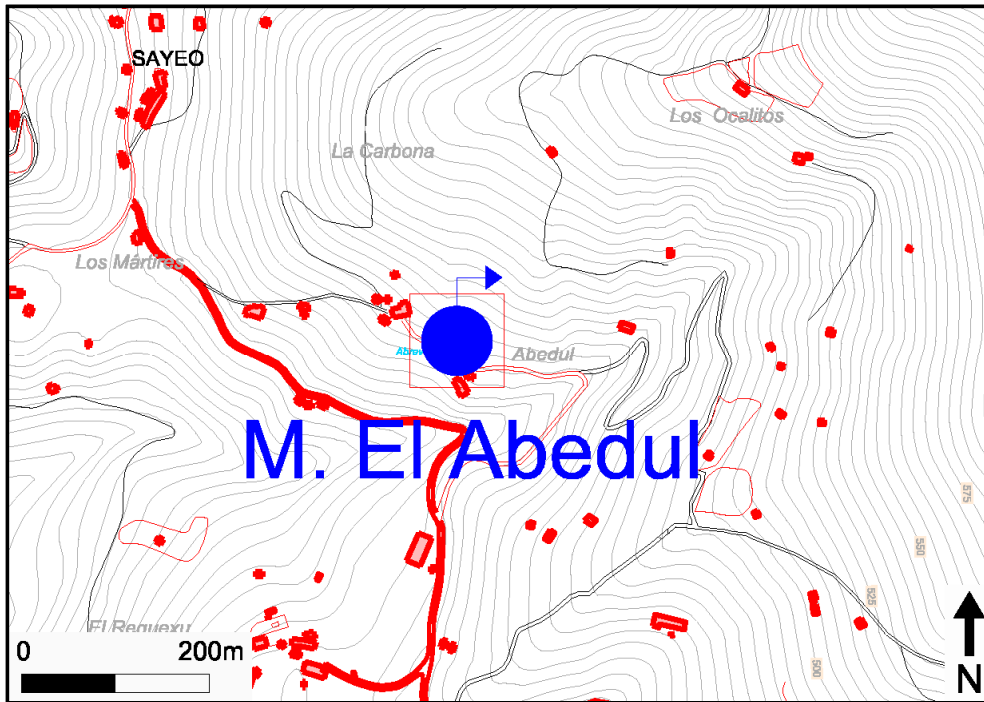 SAYEO
Los Ocalitos
La Carbona
Los Mártires
Abedul
M. El Abedul
575
550
525
500
El Requexu
0 200m
N